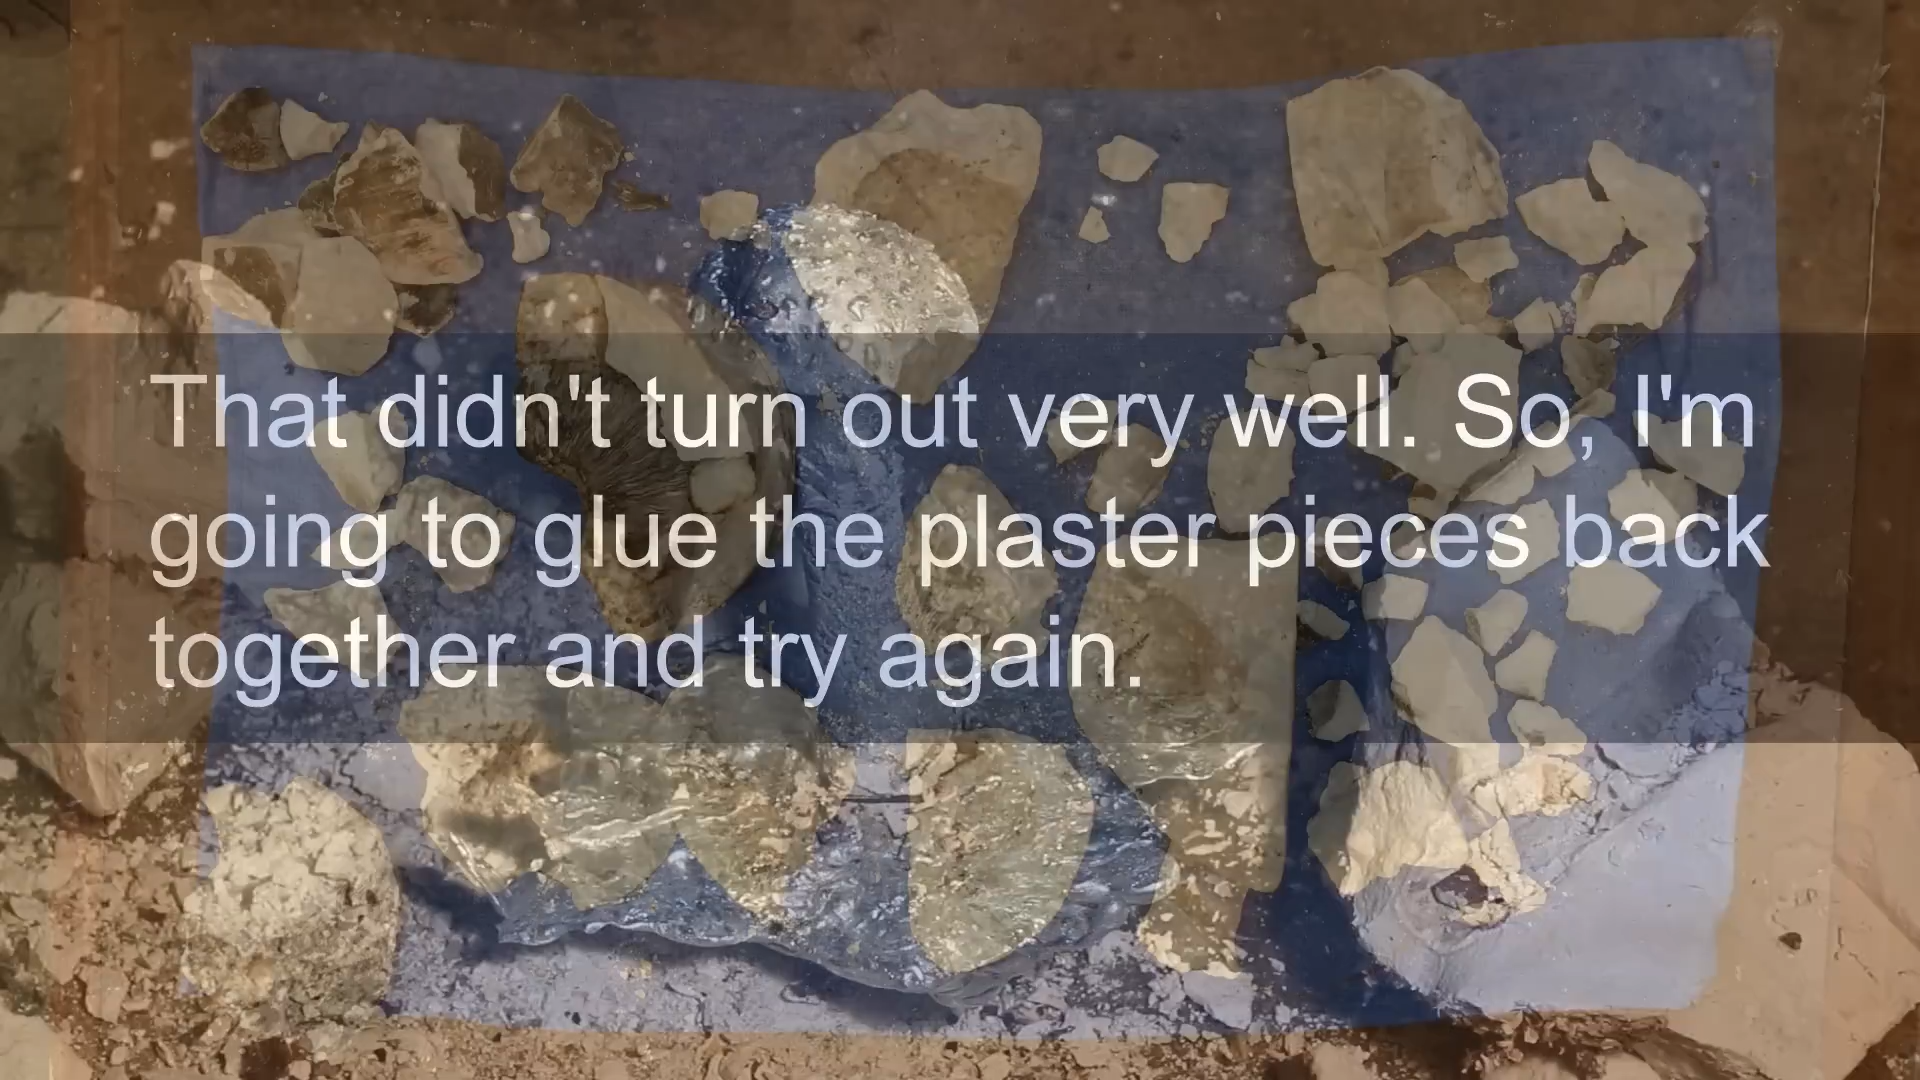 That didn't turn out very well. So, I'm
going to glue the plaster pieces back
together and try again.